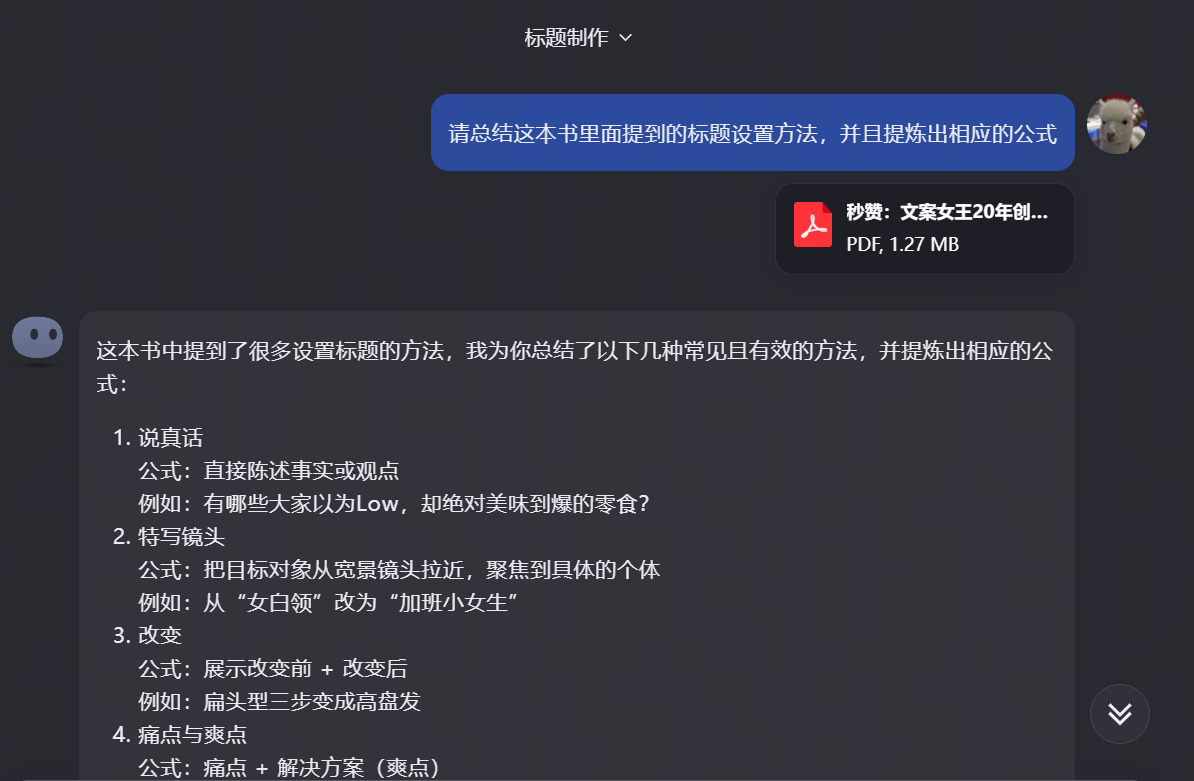 标题制作
请总结这本书里面提到的标题设置方法，并且提炼出相应的公式
秒赞：文案女王20年创...
PDF, 1.27 MB
这本书中提到了很多设置标题的方法，我为你总结了以下几种常见且有效的方法，并提炼出相应的公
式：
1. 说真话
公式：直接陈述事实或观点
例如：有哪些大家以为Low，却绝对美味到爆的零食？
2. 特写镜头
公式：把目标对象从宽景镜头拉近，聚焦到具体的个体
例如：从“女白领”改为“加班小女生”
3. 改变
公式：展示改变前 + 改变后
例如：扁头型三步变成高盘发
4. 痛点与爽点
公式：痛点 + 解决方案（爽点）